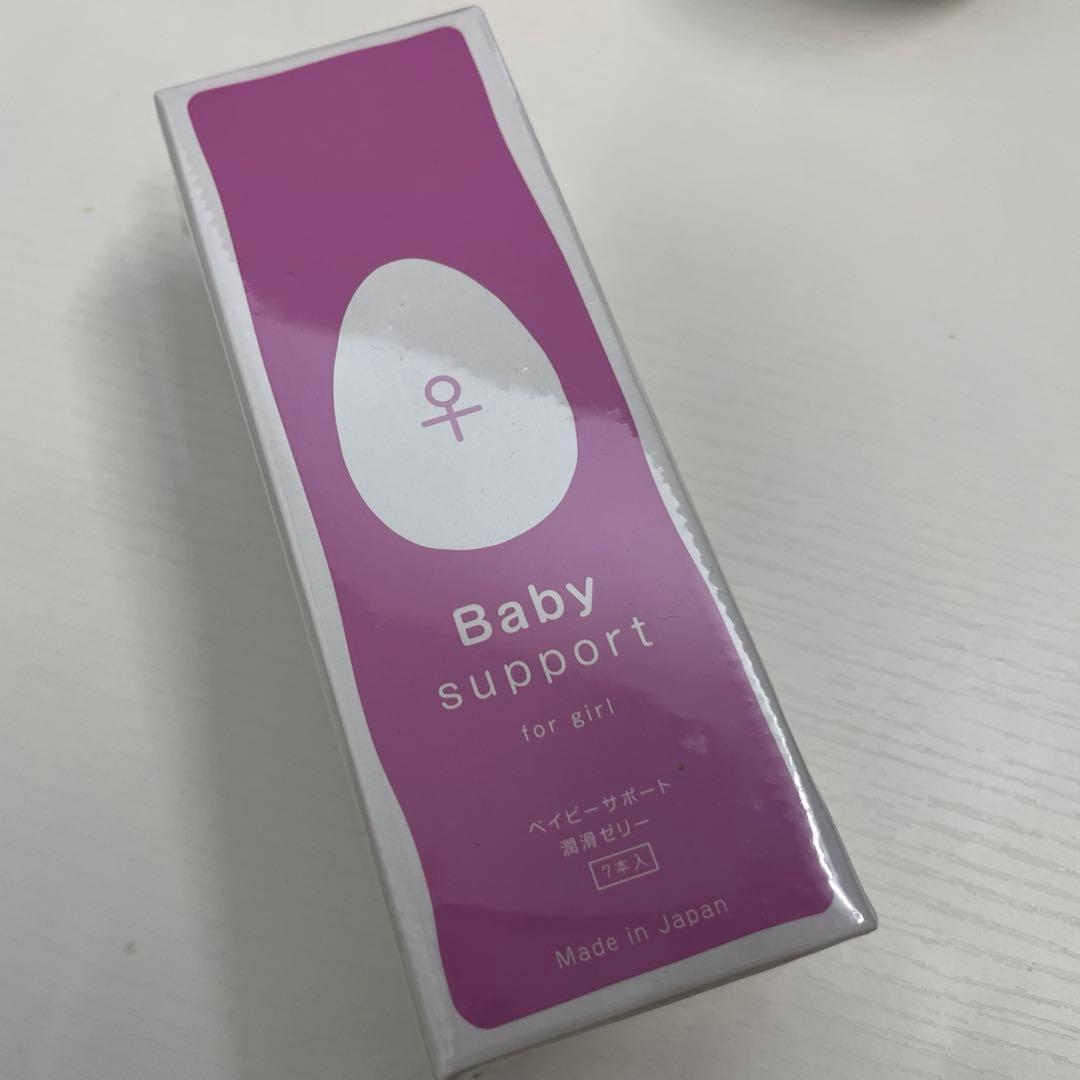 Baby
support
for girl
ベイビーサポート
潤滑ゼリー
7本入
Made in Japan